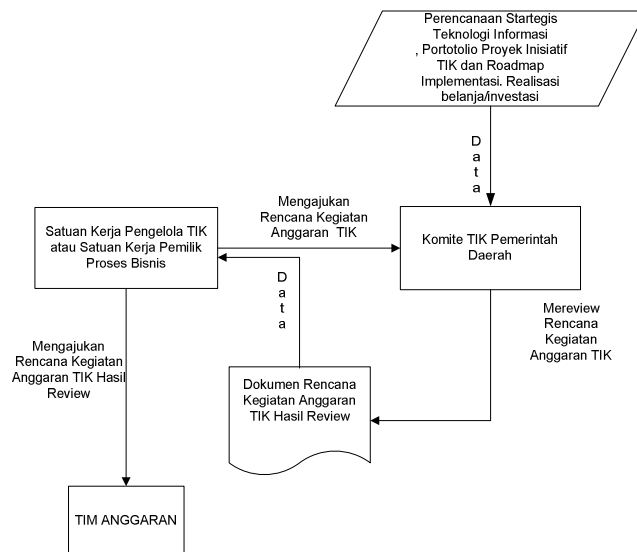 Perencanaan Startegis
Teknologi Informasi
, Portotolio Proyek Inisiatif
TIK dan Roadmap
Implementasi. Realisasi
belanja/investasi
D
a
t
a
Mengajukan
Rencana Kegiatan
Anggaran TIK
Satuan Kerja Pengelola TIK
atau Satuan Kerja Pemilik
Proses Bisnis
Komite TIK Pemerintah
Daerah
D
a
t
a
Mereview
Rencana
Kegiatan
Anggaran TIK
Mengajukan
Rencana Kegiatan
Anggaran TIK Hasil
Review
Dokumen Rencana
Kegiatan Anggaran
TIK Hasil Review
TIM ANGGARAN